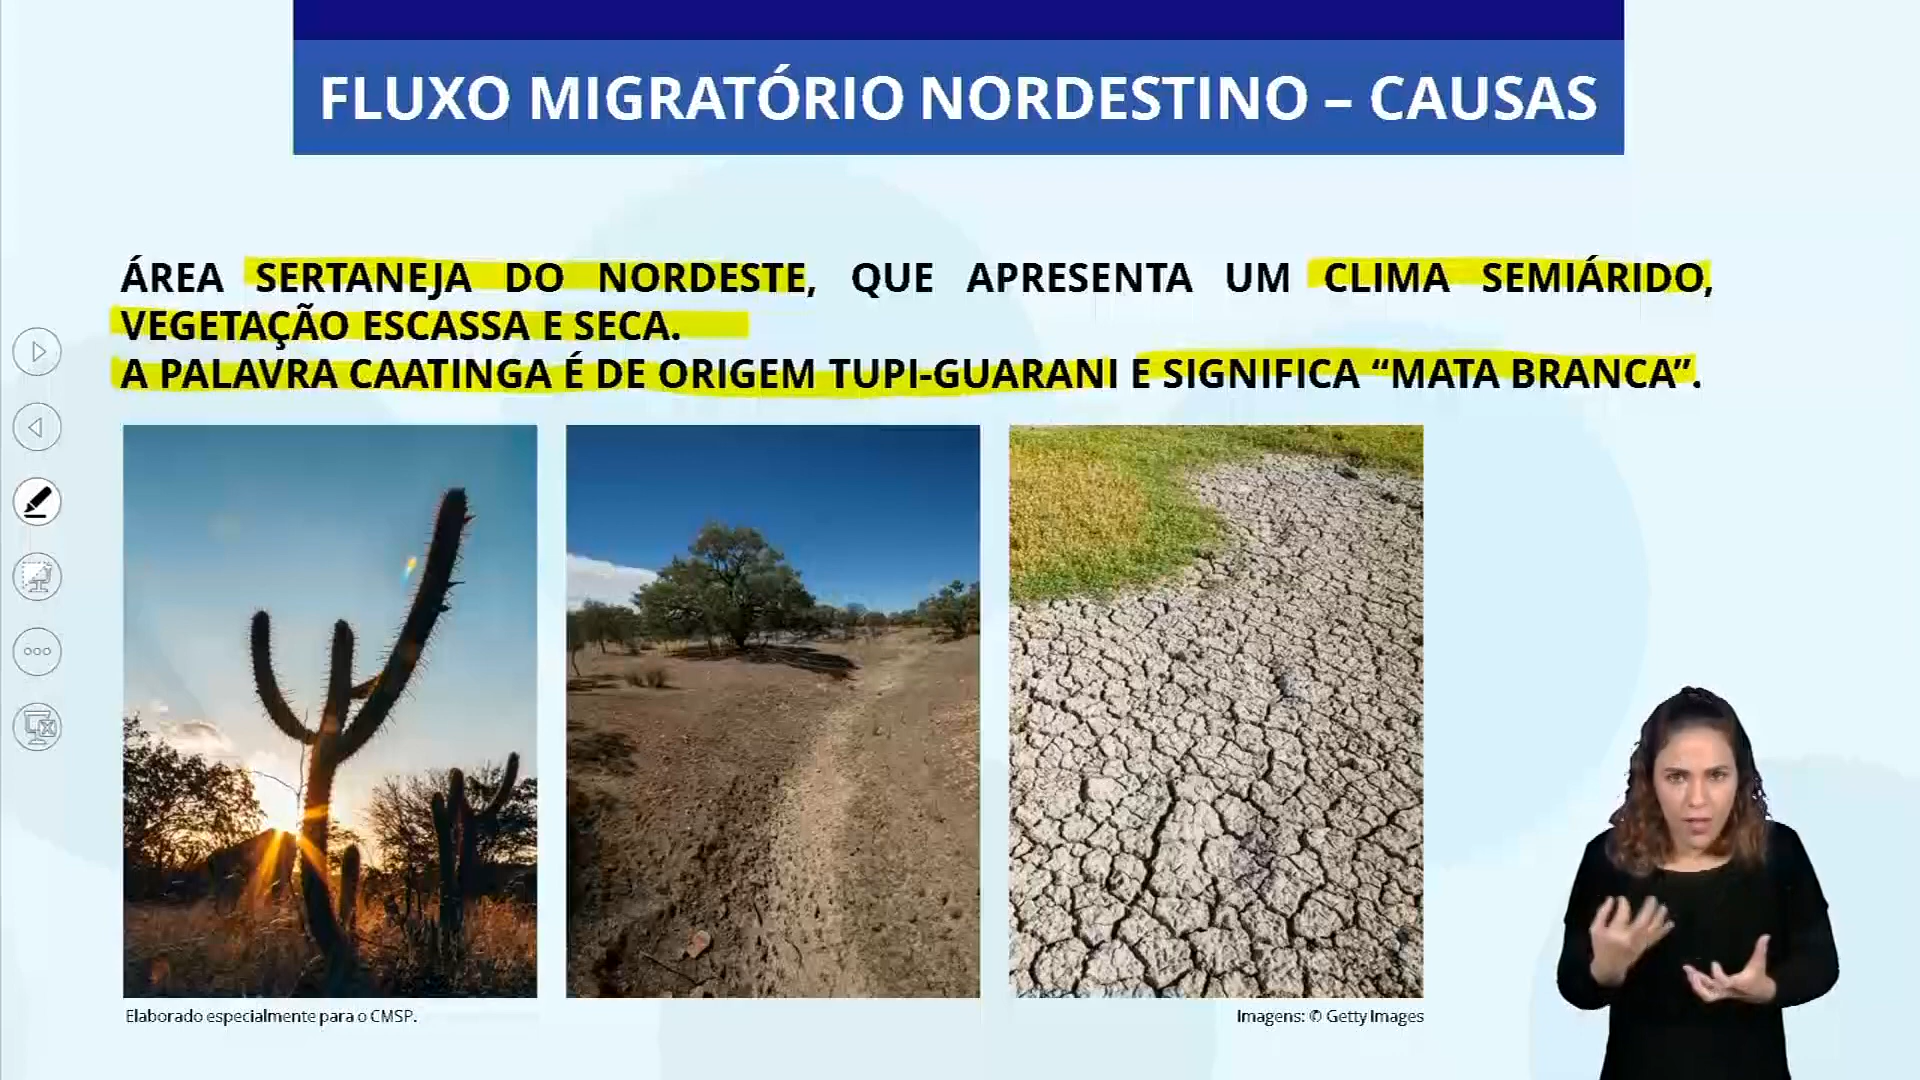 FLUXO MIGRATÓRIO NORDESTINO – CAUSAS
ÁREA SERTANEJA DO NORDESTE, QUE APRESENTA UM CLIMA SEMIÁRIDO,
VEGETAÇÃO ESCASSA E SECA.
A PALAVRA CAATINGA É DE ORIGEM TUPI-GUARANI E SIGNIFICA “MATA BRANCA”.
Elaborado especialmente para o CMSP.
Imagens: © Getty Images